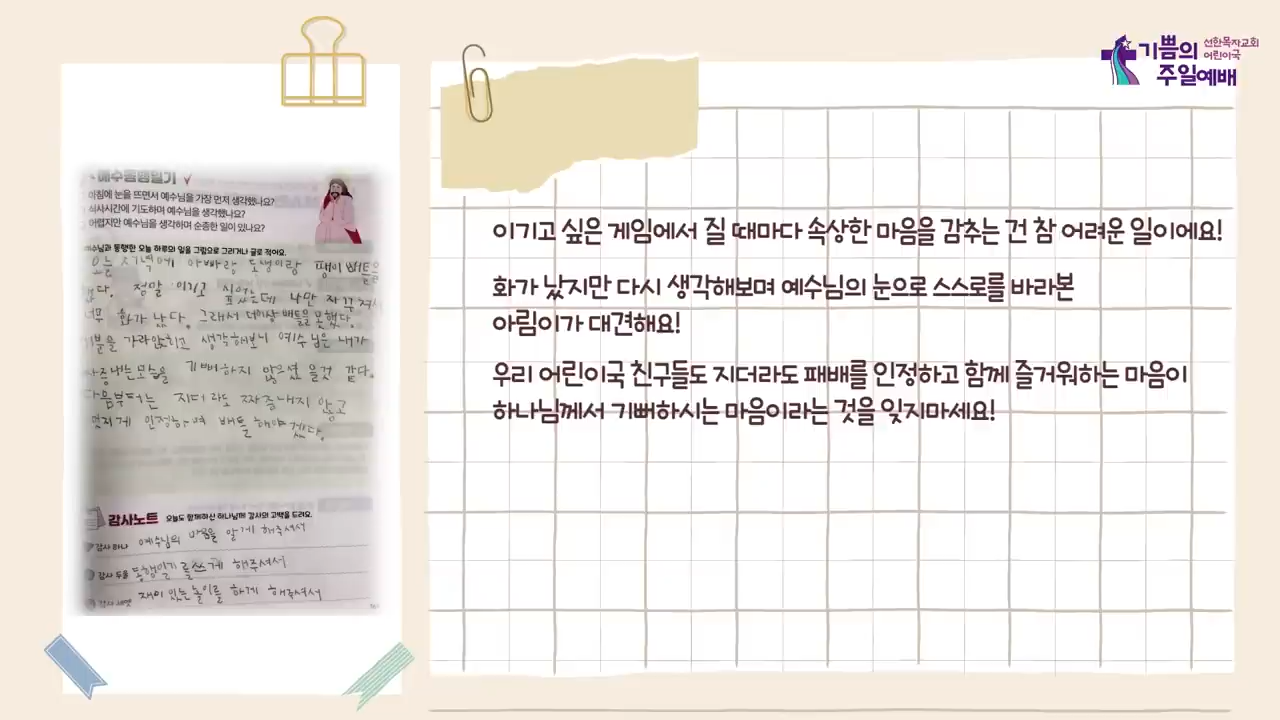 기쁨의
주일예배
선한목자교회
어린이국
예수동행일기
아침에 눈을 뜨면서 예수님을 가장 먼저 생각했나요?
식사시간에 기도하며 예수님을 생각했나요?
어렵지만 예수님을 생각하며 순종한 일이 있나요?
예수님과 동행한 오늘 하루의 일을 그림으로 그리거나 글로 적어요.
오늘 저녁에 아빠랑 동생이랑 팽이 배틀을
했다. 정말 이기고 싶었는데 나만 자꾸 져서
너무 화가 났다. 그래서 더이상 배틀을 못했다.
기분을 가라앉히고 생각해보니 예수님은 내가
짜증내는모습을 기뻐하지 않으셨을것 같다.
다음부터는 지더라도 짜증내지 않고
멋지게 인정하며 배틀 해야겠다.
감사노트 오늘도 함께하신 하나님께 감사의 고백을 드려요.
감사 하나 예수님의 마음을 알게 해주셔서
감사 두울 동행일기를쓰게 해주셔서
감사 세엣 재미있는놀이를 하게 해주셔서
이기고 싶은 게임에서 질 때마다 속상한 마음을 감추는 건 참 어려운 일이에요!
화가 났지만 다시 생각해보며 예수님의 눈으로 스스로를 바라본
아림이가 대견해요!
우리 어린이국 친구들도 지더라도 패배를 인정하고 함께 즐거워하는 마음이
하나님께서 기뻐하시는 마음이라는 것을 잊지마세요!